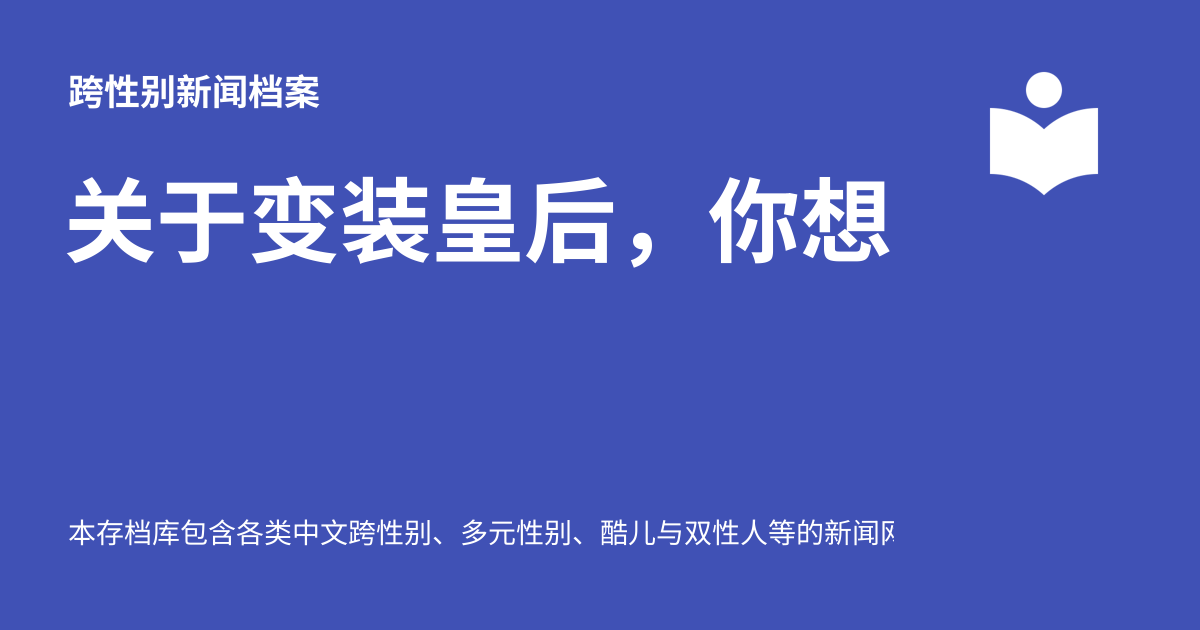 跨性别新闻档案
关于变装皇后，你想
本存档库包含各类中文跨性别、多元性别、酷儿与双性人等的新闻